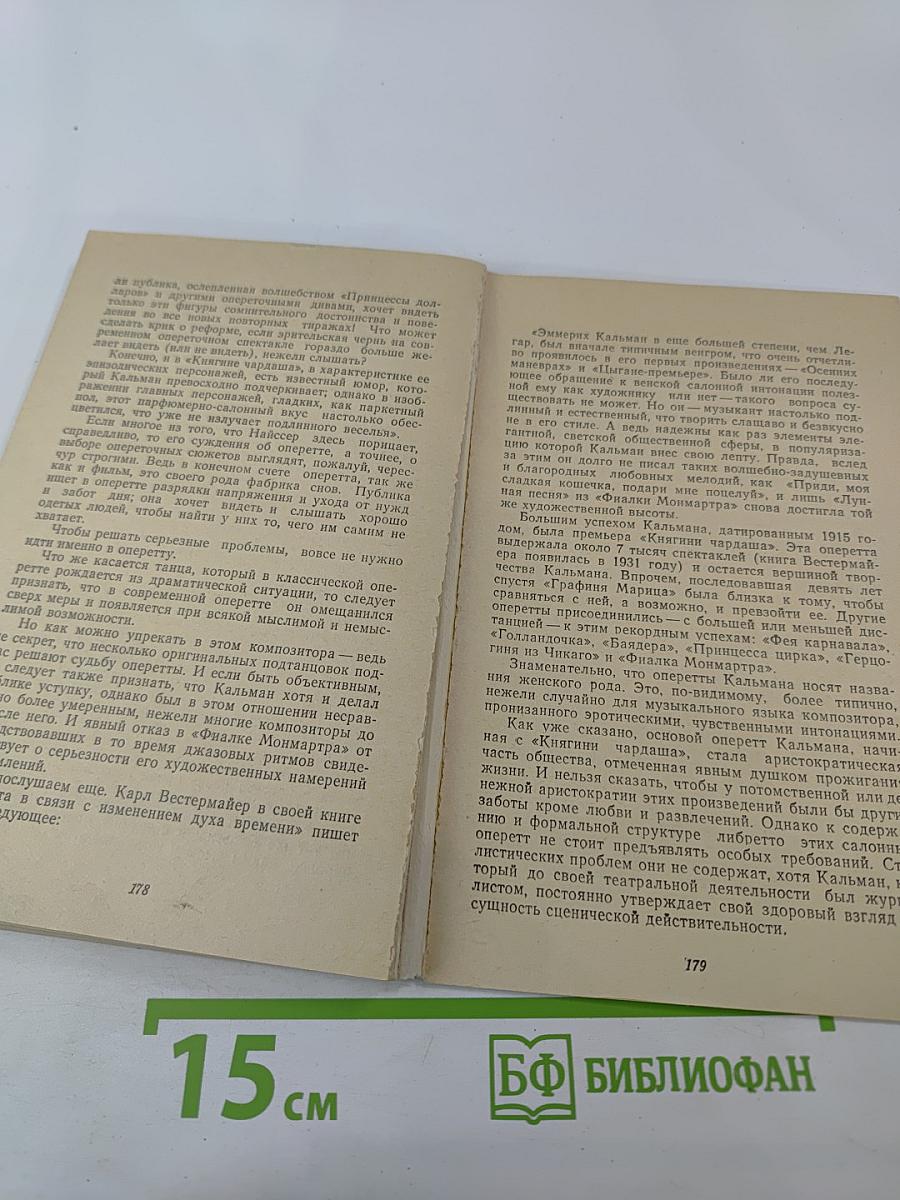 ли публика, ослепленная волшебством «Принцессы дол-
ларов» и другими опереточными дивами, хочет видеть
только эти фигуры сомнительного достоинства и пове-
ления во все новых повторных тиражах! Что может
сделать крик о реформе, если зрительская чернь на сов-
ременном опереточном спектакле гораздо больше же-
лает видеть (или не видеть), нежели слышать?
Конечно, и в «Княгине чардаша», в характеристике ее
эпизодических персонажей, есть известный юмор, кото-
рый Кальман превосходно подчеркивает; однако в изоб-
ражении главных персонажей, гладких, как паркетный
пол, этот парфюмерно-салонный вкус настолько обес-
цветился, что уже не излучает подлинного веселья».
Если многое из того, что Найссер здесь порицает,
справедливо, то его суждения об оперетте, а точнее, о
выборе опереточных сюжетов выглядят, пожалуй, черес-
чур строгими. Ведь в конечном счете оперетта, так же
как и фильм, это своего рода фабрика снов. Публика
ищет в оперетте разрядки напряжения и ухода от нужд
и забот дня; она хочет видеть и слышать хорошо
одетых людей, чтобы найти у них то, чего им самим не
хватает.
Чтобы решать серьезные проблемы, вовсе не нужно
идти именно в оперетту.
Что же касается танца, который в классической опе-
ретте рождается из драматической ситуации, то следует
признать, что в современной оперетте он омещанился
сверх меры и появляется при всякой мыслимой и немыс-
лимой возможности.
Но как можно упрекать в этом композитора — ведь
не секрет, что несколько оригинальных подтанцовок под-
ас решают судьбу оперетты. И если быть объективным,
следует также признать, что Кальман хотя и делал
блике уступку, однако был в этом отношении несрав-
но более умеренным, нежели многие композиторы до
сле него. И явный отказ в «Фиалке Монмартра» от
дствовавших в то время джазовых ритмов свиде-
вует о серьезности его художественных намерений
млений.
послушаем еще. Карл Вестермайер в своей книге
та в связи с изменением духа времени» пишет
едующее:
178
«Эммерих Кальман в еще большей степени, чем Ле-
гар, был вначале типичным венгром, что очень отчетли-
во проявилось в его первых произведениях — «Осенних
маневрах» и «Цыгане-премьере». Было ли его последу-
ющее обращение к венской салонной интонации полез-
ной ему как художнику или нет — такого вопроса су-
ществовать не может. Но он — музыкант настолько под-
линный и естественный, что творить слащаво и безвкусно
не в его стиле. А ведь надежны как раз элементы эле-
гантной, светской общественной сферы, в популяриза-
цию которой Кальман внес свою лепту. Правда, вслед
за этим он долго не писал таких волшебно-задушевных
и благородных любовных мелодий, как «Приди, моя
сладкая кошечка, подари мне поцелуй», и лишь «Лун-
ная песня» из «Фиалки Монмартра» снова достигла той
же художественной высоты.
Большим успехом Кальмана, датированным 1915 го-
дом, была премьера «Княгини чардаша». Эта оперетта
выдержала около 7 тысяч спектаклей (книга Вестермай-
ера появилась в 1931 году) и остается вершиной твор-
чества Кальмана. Впрочем, последовавшая девять лет
спустя «Графиня Марица» была близка к тому, чтобы
сравняться с ней, а возможно, и превзойти ее. Другие
оперетты присоединились — с большей или меньшей дис-
танцией — к этим рекордным успехам: «Фея карнавала»,
«Голландочка», «Баядера», «Принцесса цирка», «Герцо-
гиня из Чикаго» и «Фиалка Монмартра».
Знаменательно, что оперетты Кальмана носят назва-
ния женского рода. Это, по-видимому, более типично,
нежели случайно для музыкального языка композитора,
пронизанного эротическими, чувственными интонациями.
Как уже сказано, основой оперетт Кальмана, начи-
ная с «Княгини чардаша», стала аристократическая
часть общества, отмеченная явным душком прожигани
жизни. И нельзя сказать, чтобы у потомственной или де
нежной аристократии этих произведений были бы други
заботы кроме любви и развлечений. Однако к содерж
нию и формальной структуре либретто этих салонны
оперетт не стоит предъявлять особых требований. Ст
листических проблем они не содержат, хотя Кальман, к
торый до своей театральной деятельности был жур
листом, постоянно утверждает свой здоровый взгляд
сущность сценической действительности.
179
15 см
БФ БИБЛИОФАН